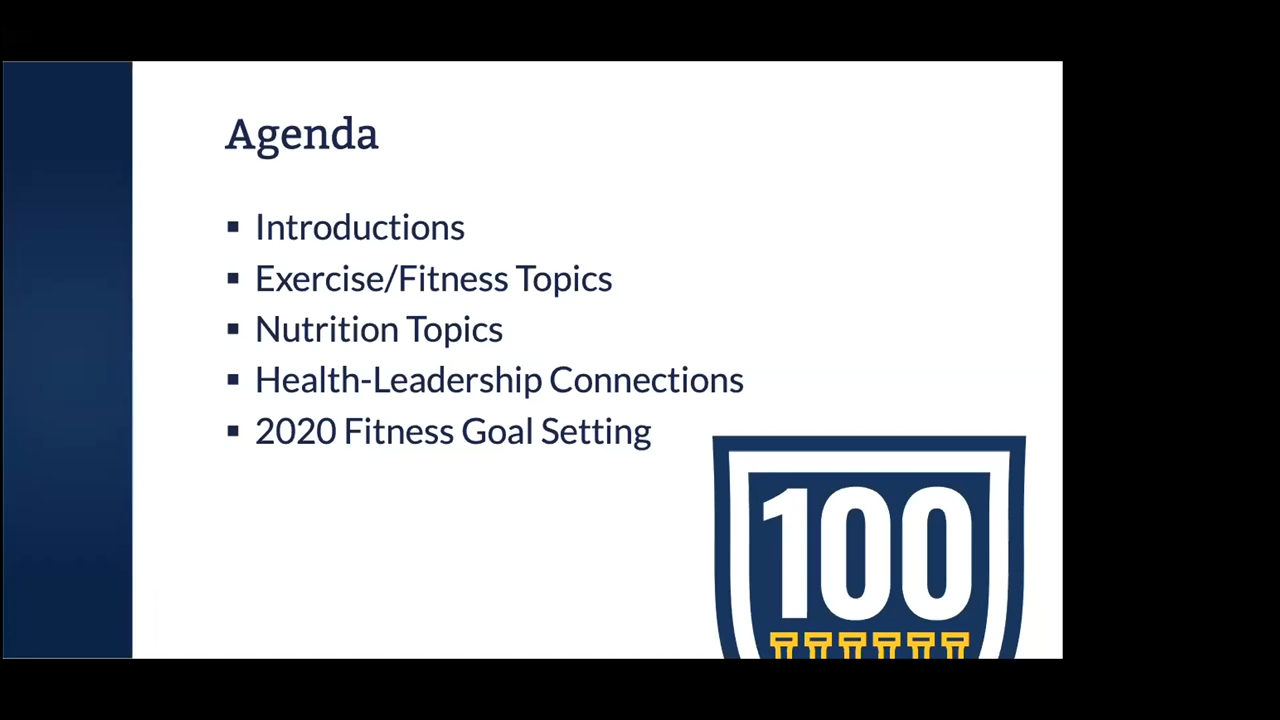 Agenda
▪ Introductions
▪ Exercise/Fitness Topics
▪ Nutrition Topics
▪ Health-Leadership Connections
▪ 2020 Fitness Goal Setting
100